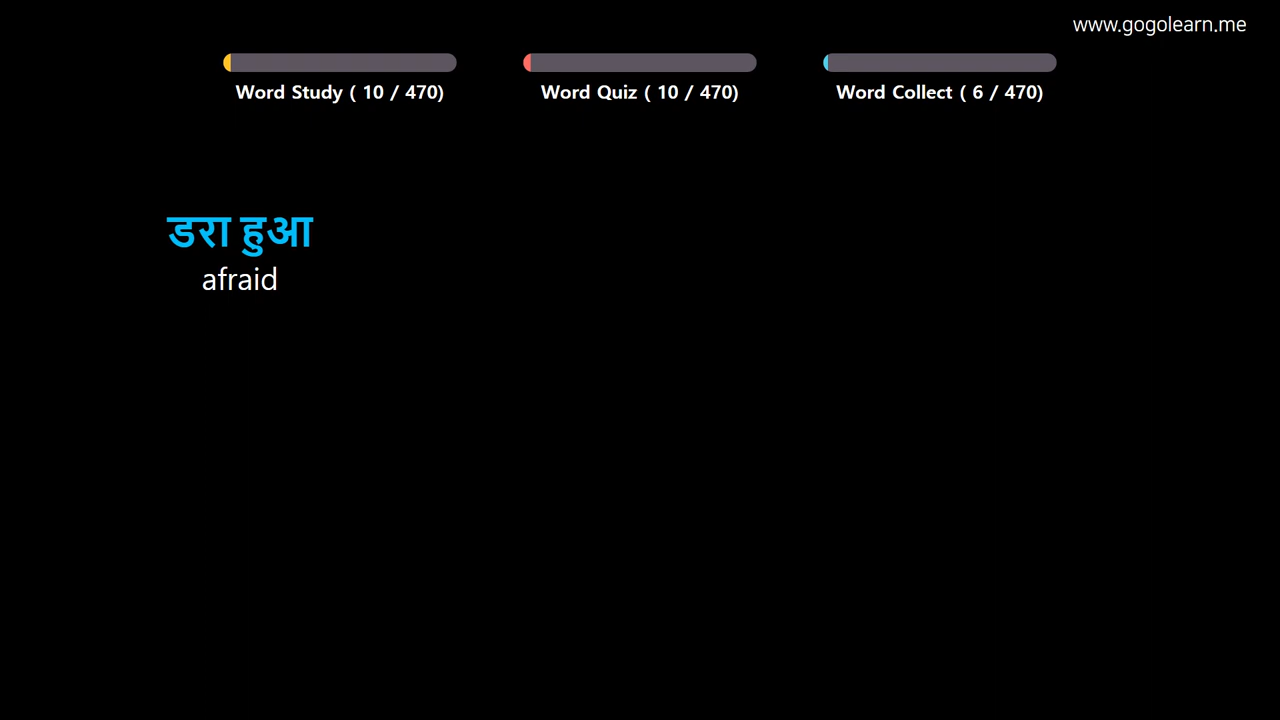 www.gogolearn.me
Word Study ( 10 / 470)
Word Quiz ( 10 / 470)
Word Collect ( 6 / 470)
डरा हुआ
afraid